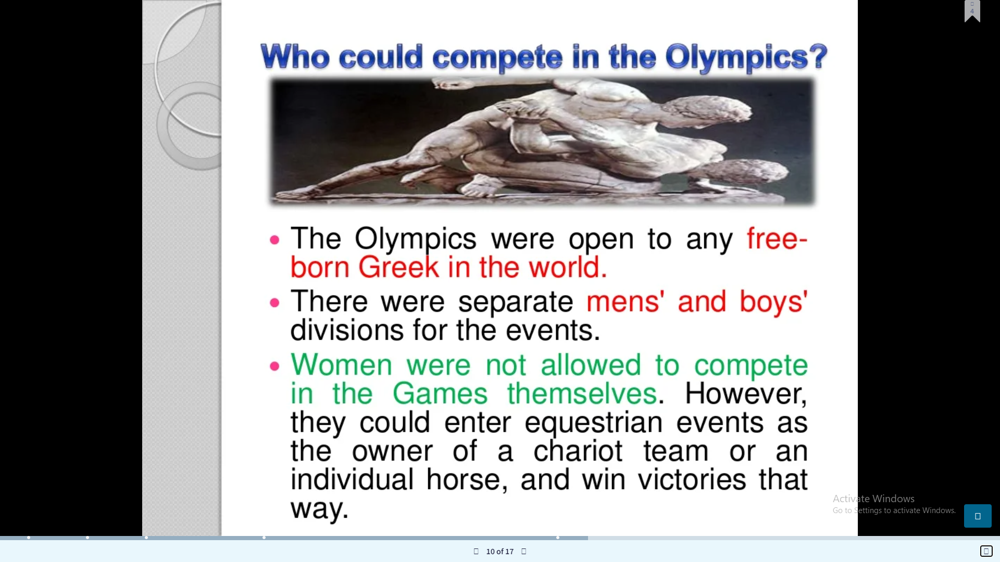 4
Who could compete in the Olympics?
• The Olympics were open to any free-
born Greek in the world.
• There were separate mens' and boys'
divisions for the events.
• Women were not allowed to compete
in the Games themselves. However,
they could enter equestrian events as
the owner of a chariot team or an
individual horse, and win victories that
way.
Activate Windows
Go to Settings to activate Windows.
10 of 17